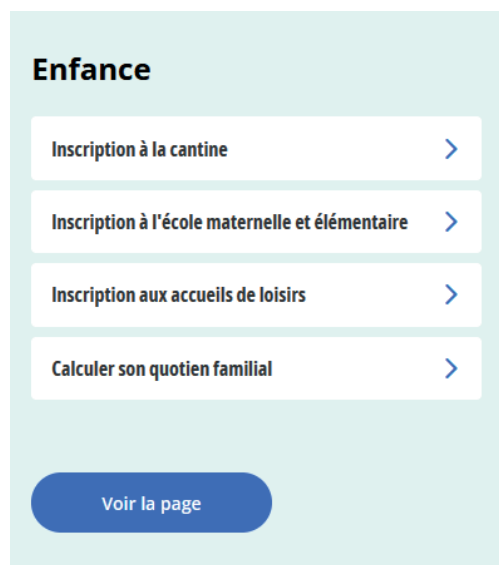 Enfance
Inscription à la cantine
Inscription à l'école maternelle et élémentaire
Inscription aux accueils de loisirs
Calculer son quotien familial
Voir la page